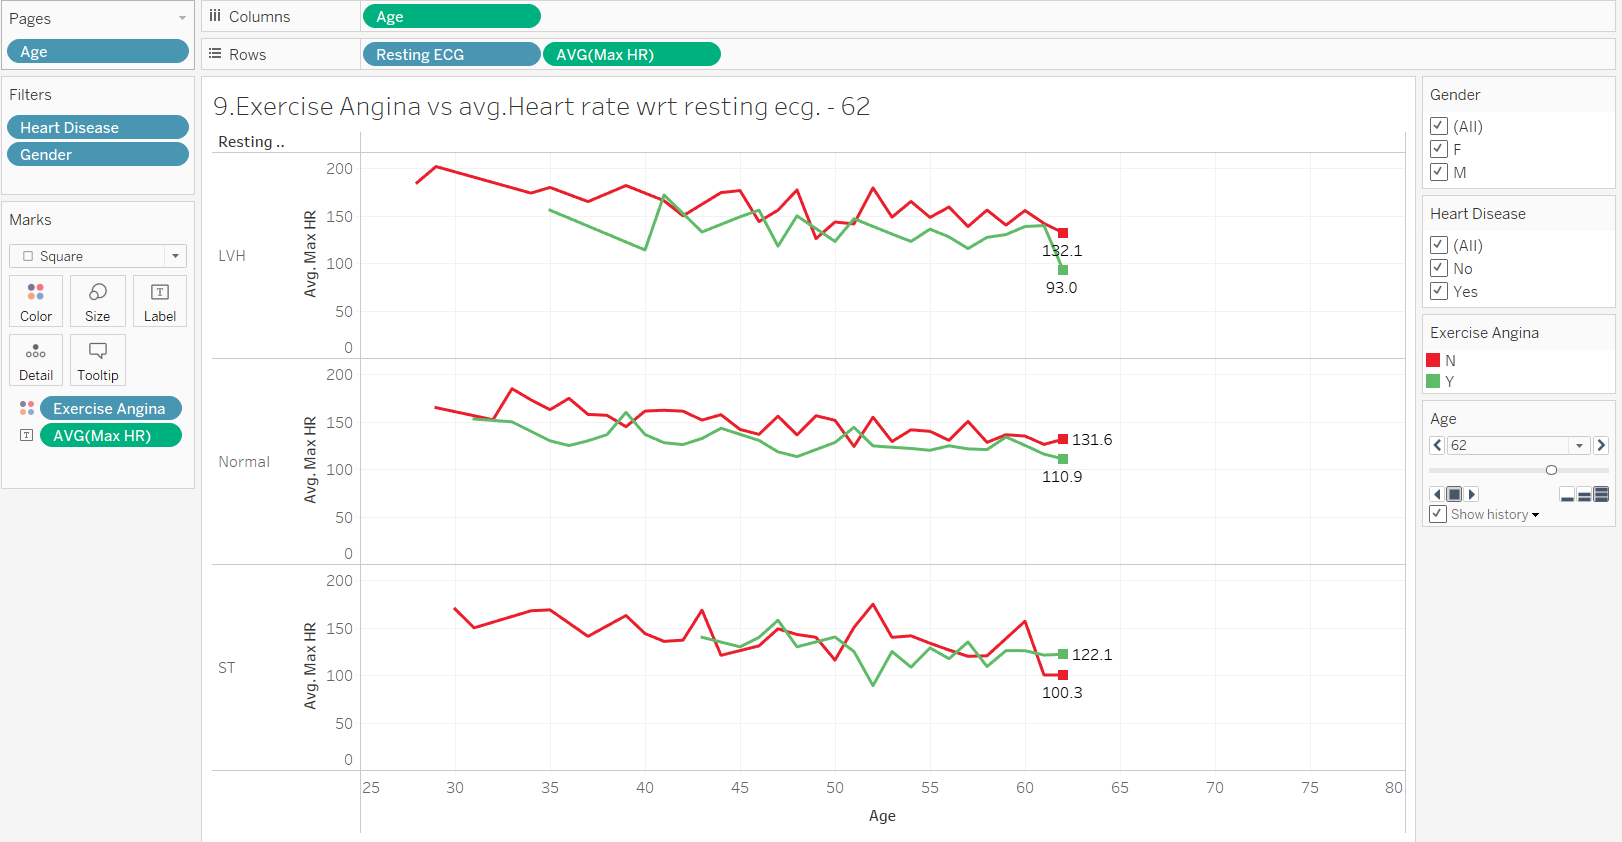 Pages
Age
Columns
Age
Rows
Resting ECG
AVG(Max HR)
Filters
Heart Disease
Gender
Marks
Square
Color
Size
Label
Detail
Tooltip
Exercise Angina
AVG(Max HR)
9.Exercise Angina vs avg.Heart rate wrt resting ecg. - 62
Resting ..
LVH
Avg. Max HR
200
150
100
50
0
132.1
93.0
Normal
Avg. Max HR
200
150
100
50
0
131.6
110.9
ST
Avg. Max HR
200
150
100
50
0
122.1
100.3
25 30 35 40 45 50 55 60 65 70 75 80
Age
Gender
(All)
F
M
Heart Disease
(All)
No
Yes
Exercise Angina
N
Y
Age
62
Show history